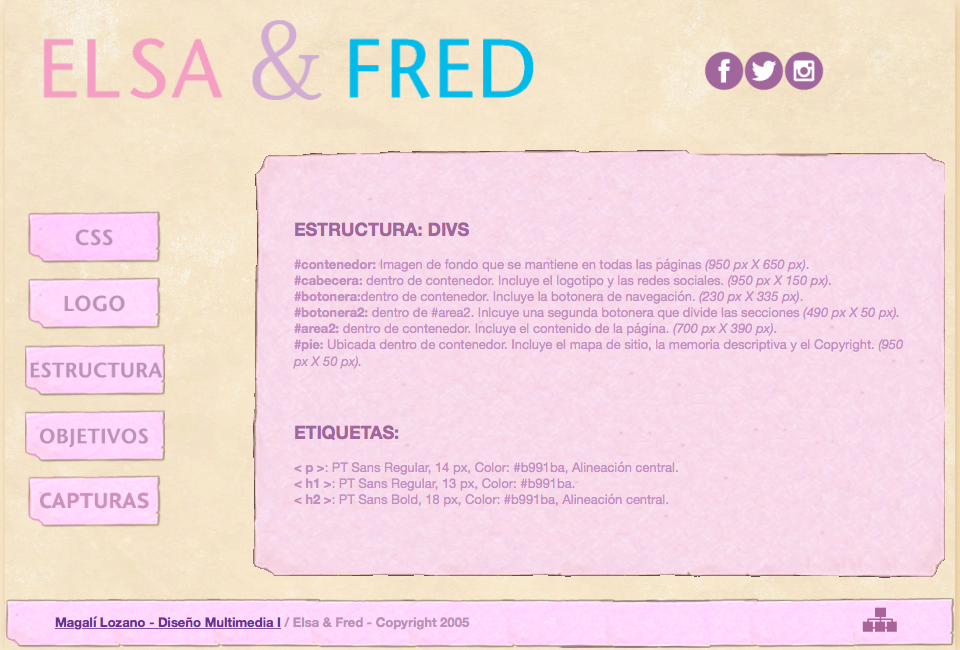 ELSA & FRED
CSS
LOGO
ESTRUCTURA
OBJETIVOS
CAPTURAS
ESTRUCTURA: DIVS
#contenedor: Imagen de fondo que se mantiene en todas las páginas (950 px X 650 px).
#cabecera: dentro de contenedor. Incluye el logotipo y las redes sociales. (950 px X 150 px).
#botonera:dentro de contenedor. Incluye la botonera de navegación. (230 px X 335 px).
#botonera2: dentro de #area2. Inlcuye una segunda botonera que divide las secciones (490 px X 50 px).
#area2: dentro de contenedor. Incluye el contenido de la página. (700 px X 390 px).
#pie: Ubicada dentro de contenedor. Incluye el mapa de sitio, la memoria descriptiva y el Copyright. (950
px X 50 px).
ETIQUETAS:
< p >: PT Sans Regular, 14 px, Color: #b991ba, Alineación central.
< h1 >: PT Sans Regular, 13 px, Color: #b991ba.
< h2 >: PT Sans Bold, 18 px, Color: #b991ba, Alineación central.
Magalí Lozano - Diseño Multimedia I / Elsa & Fred - Copyright 2005